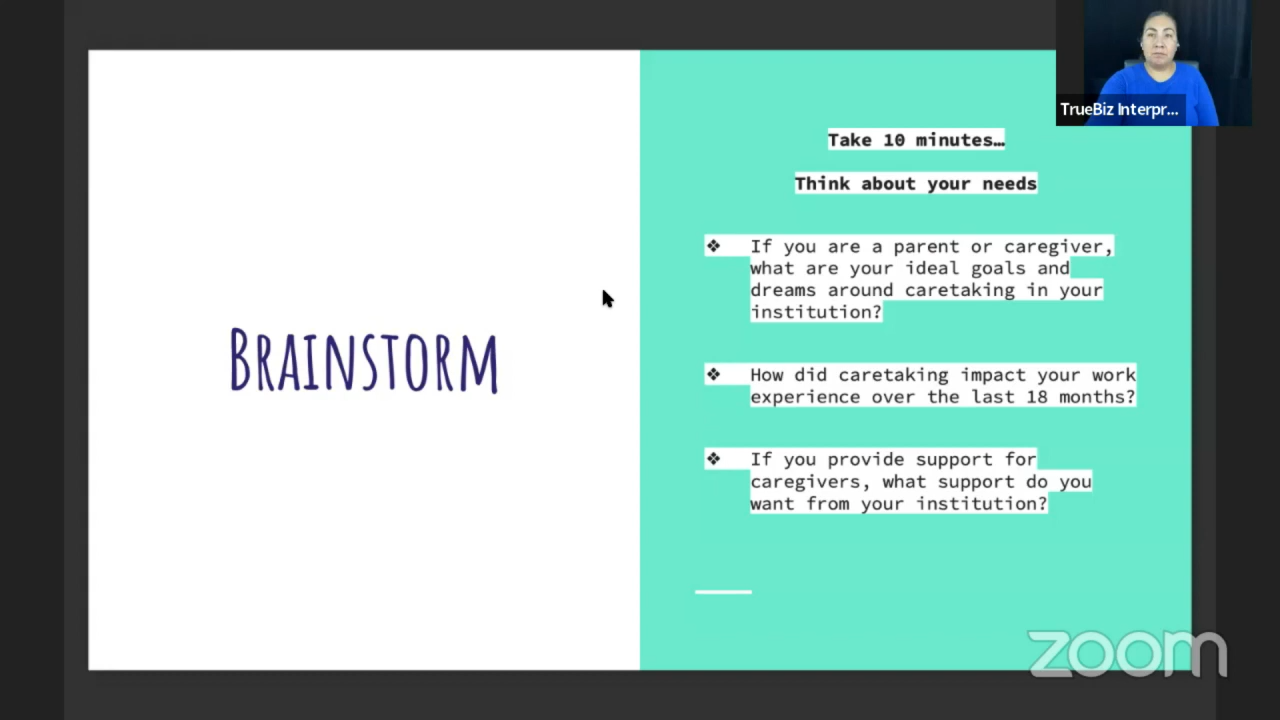 TrueBiz Interpr...
Take 10 minutes…
Think about your needs
❖ If you are a parent or caregiver,
what are your ideal goals and
dreams around caretaking in your
institution?
❖ How did caretaking impact your work
experience over the last 18 months?
❖ If you provide support for
caregivers, what support do you
want from your institution?
BRAINSTORM
zoom